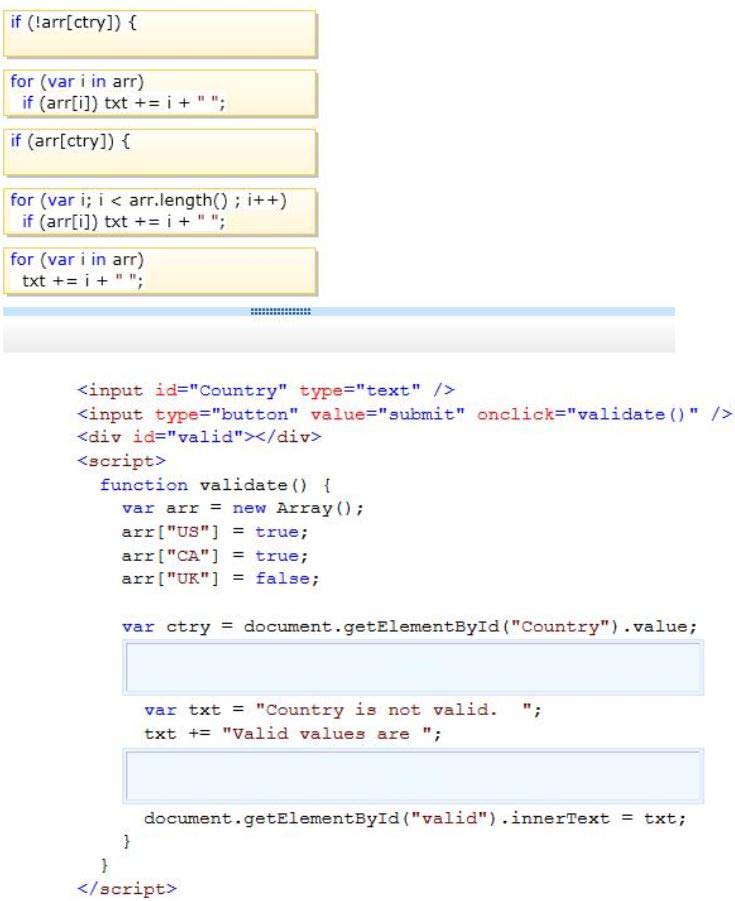 if (!arr[ctry]) {
for (var i in arr)
if (arr[i]) txt += i + " ";
if (arr[ctry]) {
for (var i; i < arr.length() ; i++)
if (arr[i]) txt += i + " ";
for (var i in arr)
txt += i + " ";
<input id="Country" type="text" />
<input type="button" value="submit" onclick="validate()" />
<div id="valid"></div>
<script>
function validate() {
var arr = new Array();
arr["US"] = true;
arr["CA"] = true;
arr["UK"] = false;
var ctry = document.getElementById("Country").value;
var txt = "Country is not valid.  ";
txt += "Valid values are ";
document.getElementById("valid").innerText = txt;
}
}
</script>